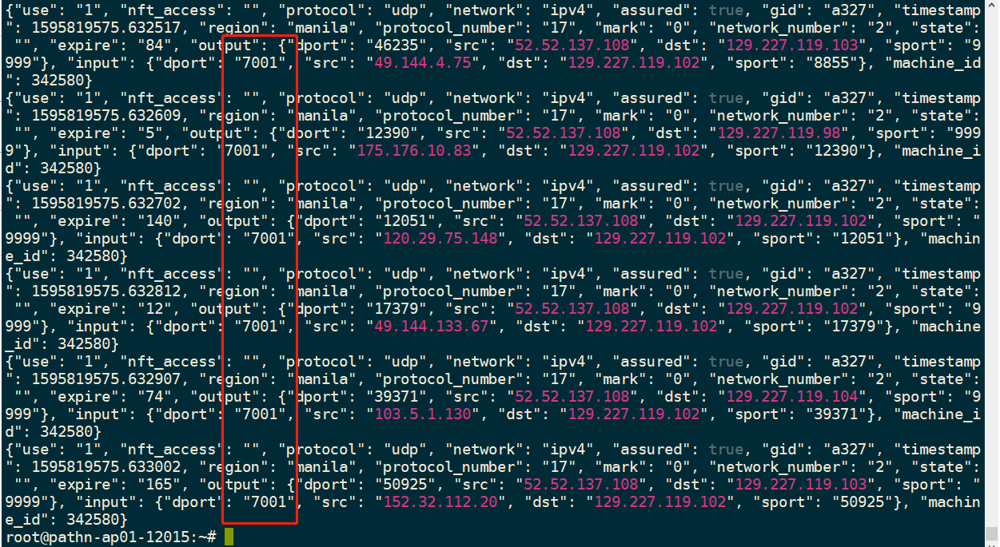 {"use": "1", "nft_access": "", "protocol": "udp", "network": "ipv4", "assured": true, "gid": "a327", "timestamp
": 1595819575.632517, "region": "manila", "protocol_number": "17", "mark": "0", "network_number": "2", "state":
 "", "expire": "84", "output": {"dport": "46235", "src": "52.52.137.108", "dst": "129.227.119.103", "sport": "9
999"}, "input": {"dport": "7001", "src": "49.144.4.75", "dst": "129.227.119.102", "sport": "8855"}, "machine_id
": 342580}
{"use": "1", "nft_access": "", "protocol": "udp", "network": "ipv4", "assured": true, "gid": "a327", "timestamp
": 1595819575.632609, "region": "manila", "protocol_number": "17", "mark": "0", "network_number": "2", "state":
 "", "expire": "5", "output": {"dport": "12390", "src": "52.52.137.108", "dst": "129.227.119.98", "sport": "999
9"}, "input": {"dport": "7001", "src": "175.176.10.83", "dst": "129.227.119.102", "sport": "12390"}, "machine_i
d": 342580}
{"use": "1", "nft_access": "", "protocol": "udp", "network": "ipv4", "assured": true, "gid": "a327", "timestamp
": 1595819575.632702, "region": "manila", "protocol_number": "17", "mark": "0", "network_number": "2", "state":
 "", "expire": "140", "output": {"dport": "12051", "src": "52.52.137.108", "dst": "129.227.119.102", "sport": "
9999"}, "input": {"dport": "7001", "src": "120.29.75.148", "dst": "129.227.119.102", "sport": "12051"}, "machin
e_id": 342580}
{"use": "1", "nft_access": "", "protocol": "udp", "network": "ipv4", "assured": true, "gid": "a327", "timestamp
": 1595819575.632812, "region": "manila", "protocol_number": "17", "mark": "0", "network_number": "2", "state":
 "", "expire": "12", "output": {"dport": "17379", "src": "52.52.137.108", "dst": "129.227.119.102", "sport": "9
999"}, "input": {"dport": "7001", "src": "49.144.133.67", "dst": "129.227.119.102", "sport": "17379"}, "machine
_id": 342580}
{"use": "1", "nft_access": "", "protocol": "udp", "network": "ipv4", "assured": true, "gid": "a327", "timestamp
": 1595819575.632907, "region": "manila", "protocol_number": "17", "mark": "0", "network_number": "2", "state":
 "", "expire": "74", "output": {"dport": "39371", "src": "52.52.137.108", "dst": "129.227.119.104", "sport": "9
999"}, "input": {"dport": "7001", "src": "103.5.1.130", "dst": "129.227.119.102", "sport": "39371"}, "machine_i
d": 342580}
{"use": "1", "nft_access": "", "protocol": "udp", "network": "ipv4", "assured": true, "gid": "a327", "timestamp
": 1595819575.633002, "region": "manila", "protocol_number": "17", "mark": "0", "network_number": "2", "state":
 "", "expire": "165", "output": {"dport": "50925", "src": "52.52.137.108", "dst": "129.227.119.103", "sport": "
9999"}, "input": {"dport": "7001", "src": "152.32.112.20", "dst": "129.227.119.102", "sport": "50925"}, "machin
e_id": 342580}
root@pathn-ap01-12015:~#